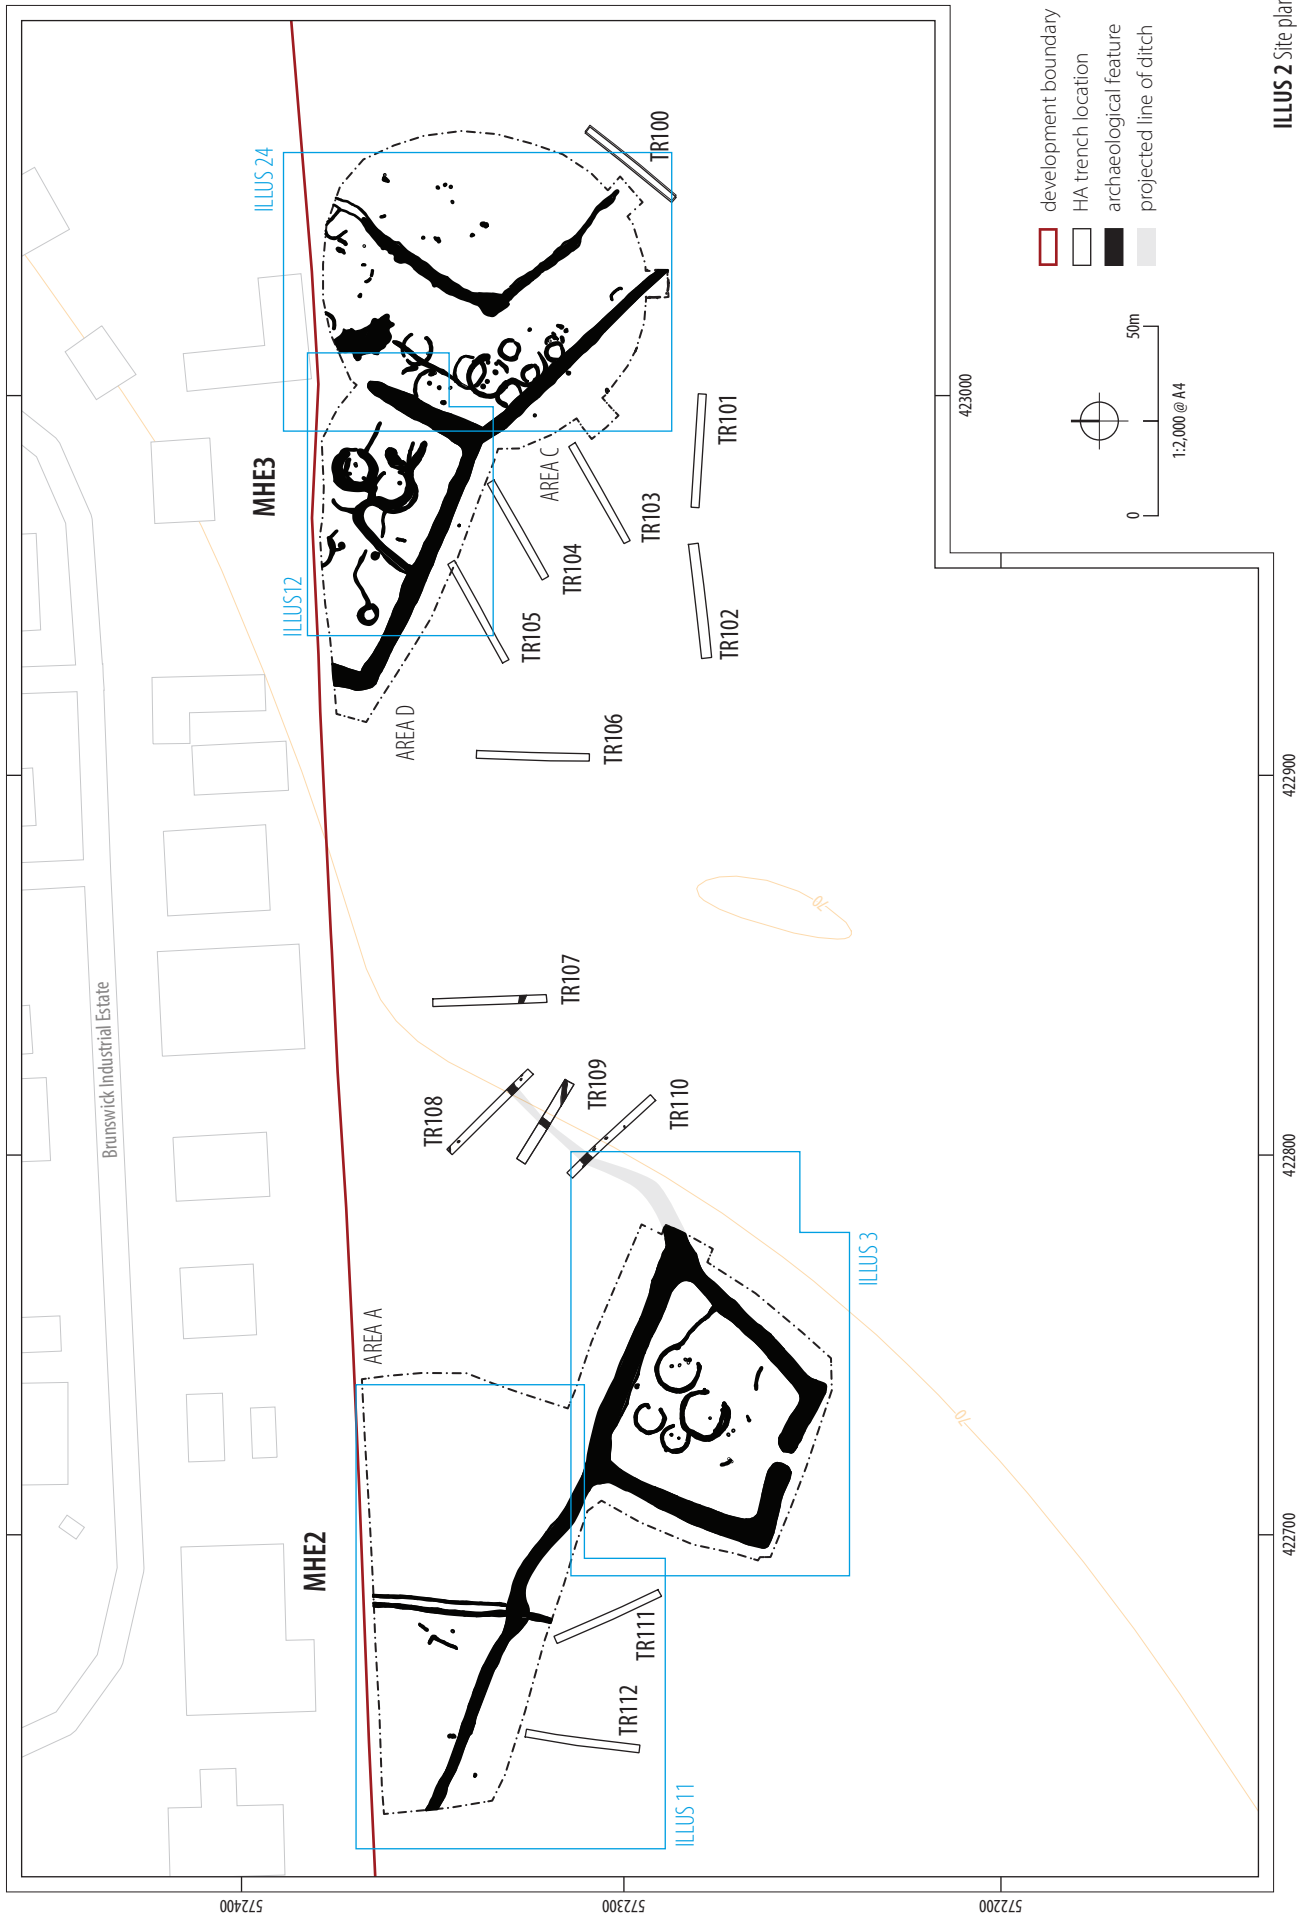 Brunswick Industrial Estate
MHE2
MHE3
AREA A
AREA C
AREA D
ILLUS 3
ILLUS 11
ILLUS12
ILLUS 24
TR100
TR101
TR102
TR103
TR104
TR105
TR106
TR107
TR108
TR109
TR110
TR111
TR112
70
70
572400
572300
572200
422700
422800
422900
423000
0
50m
1:2,000 @ A4
development boundary
HA trench location
archaeological feature
projected line of ditch
ILLUS 2 Site plan